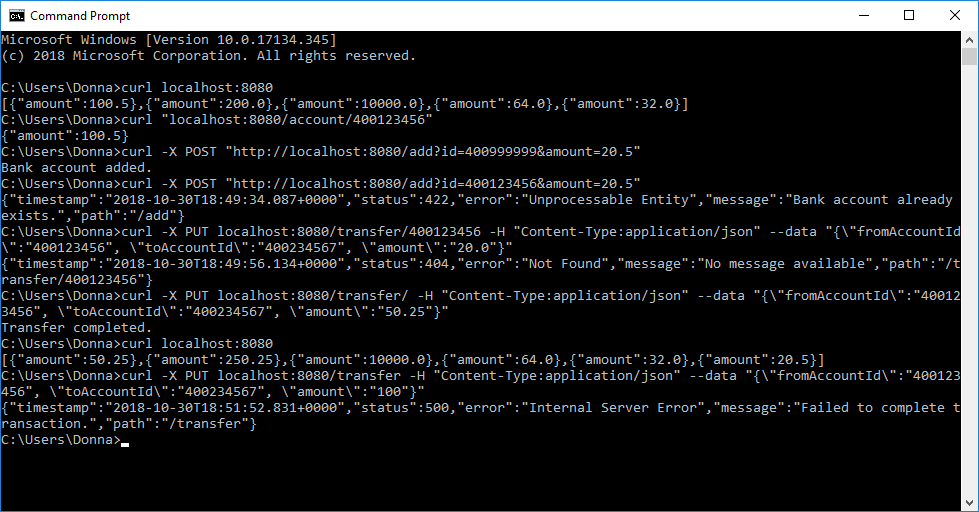 Command Prompt
Microsoft Windows [Version 10.0.17134.345]
(c) 2018 Microsoft Corporation. All rights reserved.
C:\Users\Donna>curl localhost:8080
[{"amount":100.5},{"amount":200.0},{"amount":10000.0},{"amount":64.0},{"amount":32.0}]
C:\Users\Donna>curl "localhost:8080/account/400123456"
{"amount":100.5}
C:\Users\Donna>curl -X POST "http://localhost:8080/add?id=400999999&amount=20.5"
Bank account added.
C:\Users\Donna>curl -X POST "http://localhost:8080/add?id=400123456&amount=20.5"
{"timestamp":"2018-10-30T18:49:34.087+0000","status":422,"error":"Unprocessable Entity","message":"Bank account already
exists.","path":"/add"}
C:\Users\Donna>curl -X PUT localhost:8080/transfer/400123456 -H "Content-Type:application/json" --data "{\"fromAccountId
\":"400123456", \"toAccountId\":"400234567", \"amount\":"20.0"}"
{"timestamp":"2018-10-30T18:49:56.134+0000","status":404,"error":"Not Found","message":"No message available","path":"/t
ransfer/400123456"}
C:\Users\Donna>curl -X PUT localhost:8080/transfer/ -H "Content-Type:application/json" --data "{\"fromAccountId\":"40012
3456", \"toAccountId\":"400234567", \"amount\":"50.25"}"
Transfer completed.
C:\Users\Donna>curl localhost:8080
[{"amount":50.25},{"amount":250.25},{"amount":10000.0},{"amount":64.0},{"amount":32.0},{"amount":20.5}]
C:\Users\Donna>curl -X PUT localhost:8080/transfer -H "Content-Type:application/json" --data "{\"fromAccountId\":"400123
456", \"toAccountId\":"400234567", \"amount\":"100"}"
{"timestamp":"2018-10-30T18:51:52.831+0000","status":500,"error":"Internal Server Error","message":"Failed to complete t
ransaction.","path":"/transfer"}
C:\Users\Donna>